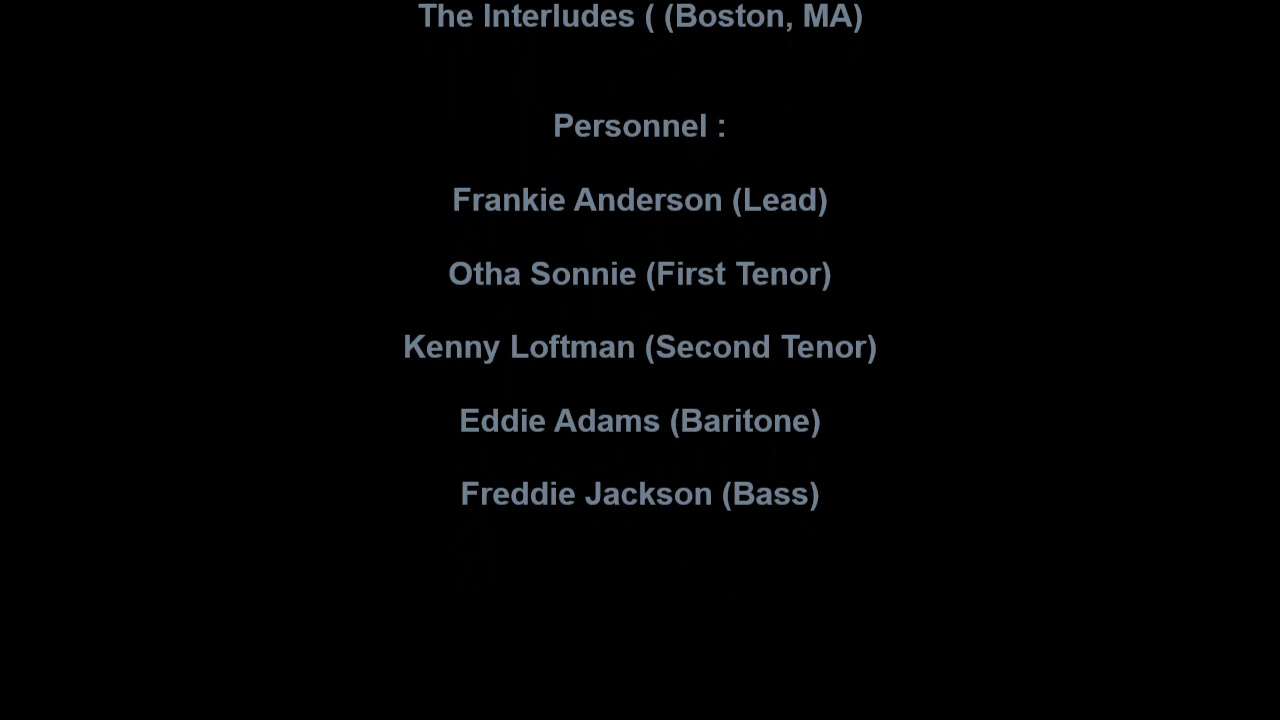 The Interludes ( (Boston, MA)
Personnel :
Frankie Anderson (Lead)
Otha Sonnie (First Tenor)
Kenny Loftman (Second Tenor)
Eddie Adams (Baritone)
Freddie Jackson (Bass)